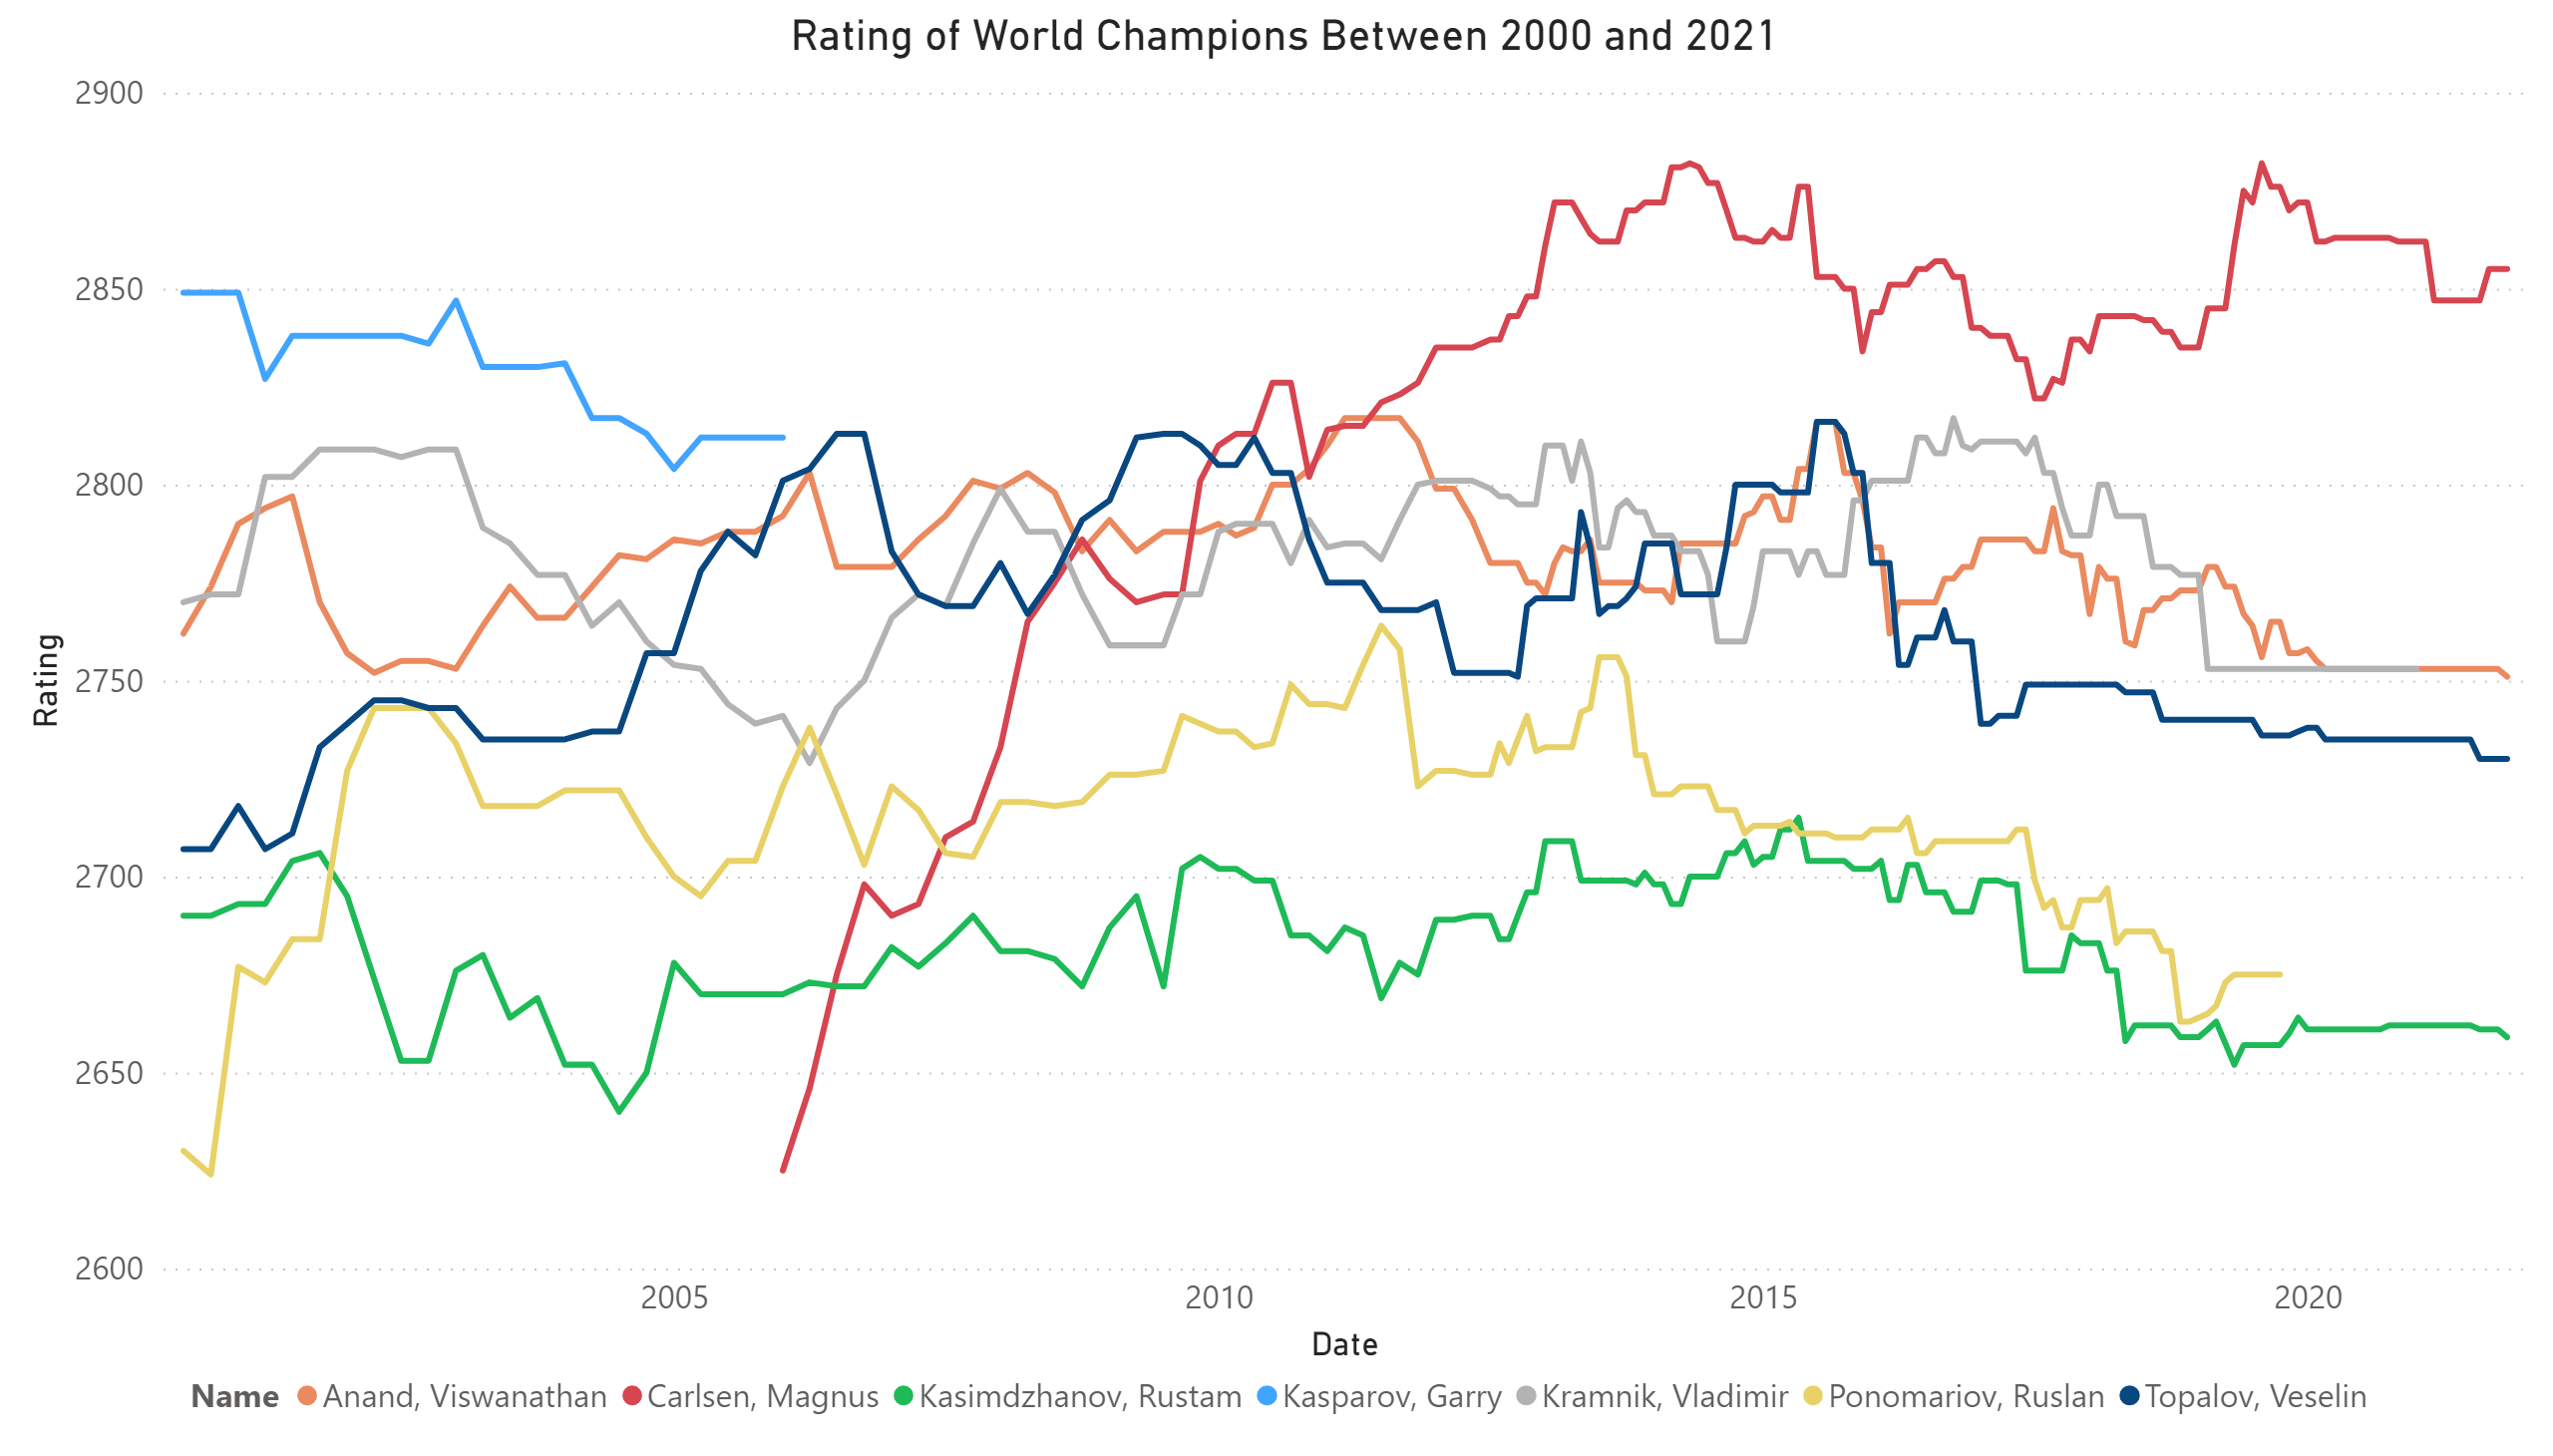 Rating of World Champions Between 2000 and 2021
2900
2850
2800
2750
2700
2650
2600
Rating
2005 2010 2015 2020
Date
Name Anand, Viswanathan Carlsen, Magnus Kasimdzhanov, Rustam Kasparov, Garry Kramnik, Vladimir Ponomariov, Ruslan Topalov, Veselin